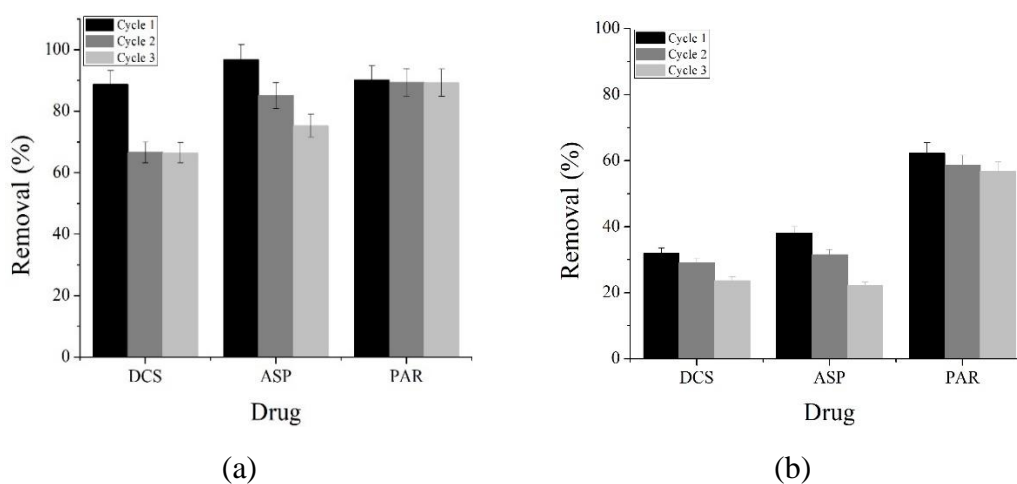 Cycle 1
Cycle 2
Cycle 3
100
80
60
40
20
0
Removal (%)
DCS ASP PAR
Drug
(a)
Cycle 1
Cycle 2
Cycle 3
100
80
60
40
20
0
Removal (%)
DCS ASP PAR
Drug
(b)